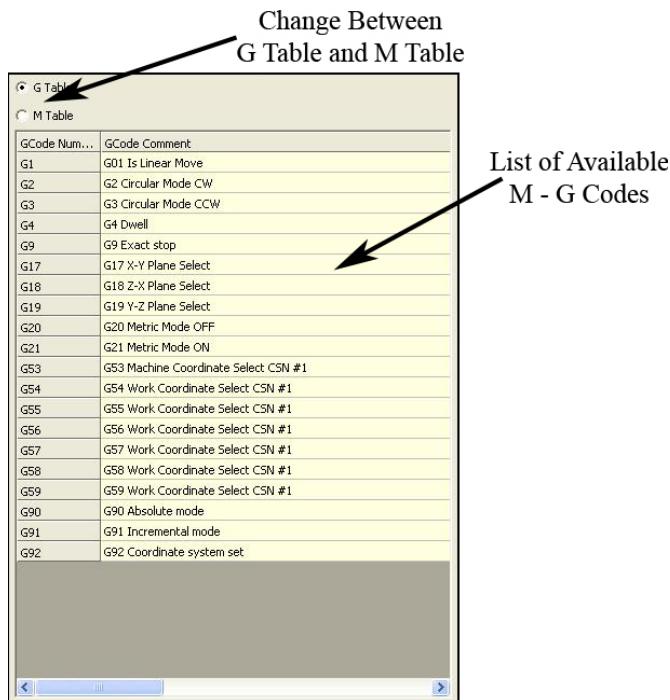 Change Between
G Table and M Table
G Table
M Table
GCode Num... GCode Comment
G1 G01 Is Linear Move
G2 G2 Circular Mode CW
G3 G3 Circular Mode CCW
G4 G4 Dwell
G9 G9 Exact stop
G17 G17 X-Y Plane Select
G18 G18 Z-X Plane Select
G19 G19 Y-Z Plane Select
G20 G20 Metric Mode OFF
G21 G21 Metric Mode ON
G53 G53 Machine Coordinate Select CSN #1
G54 G54 Work Coordinate Select CSN #1
G55 G55 Work Coordinate Select CSN #1
G56 G56 Work Coordinate Select CSN #1
G57 G57 Work Coordinate Select CSN #1
G58 G58 Work Coordinate Select CSN #1
G59 G59 Work Coordinate Select CSN #1
G90 G90 Absolute mode
G91 G91 Incremental mode
G92 G92 Coordinate system set
List of Available
M - G Codes